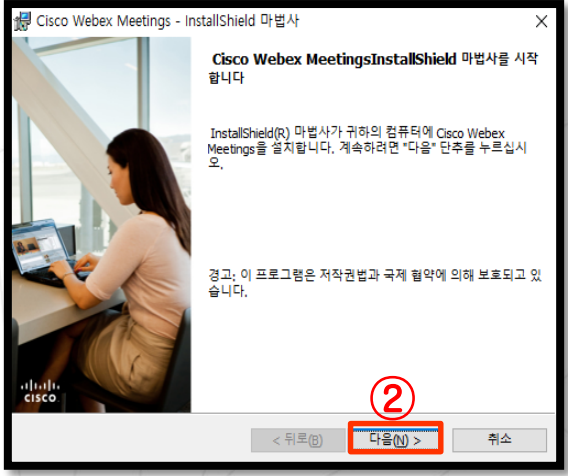 Cisco Webex Meetings - InstallShield 마법사
Cisco Webex MeetingsInstallShield 마법사를 시작
합니다
InstallShield(R) 마법사가 귀하의 컴퓨터에 Cisco Webex
Meetings을 설치합니다. 계속하려면 "다음" 단추를 누르십시
오.
경고: 이 프로그램은 저작권법과 국제 협약에 의해 보호되고 있
습니다.
CISCO
②
< 뒤로(B) 다음(N) > 취소